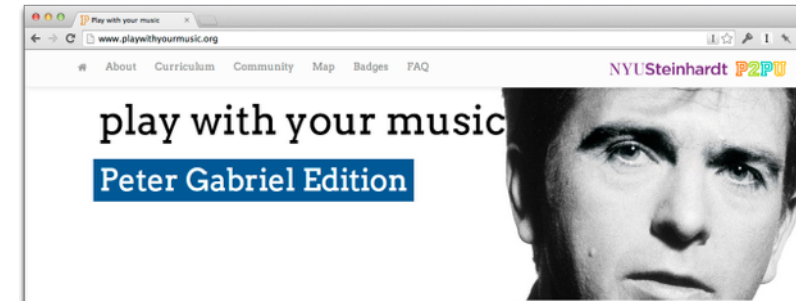 Play with your music
www.playwithyourmusic.org
About Curriculum Community Map Badges FAQ
NYUSteinhardt P2PU
play with your music
Peter Gabriel Edition